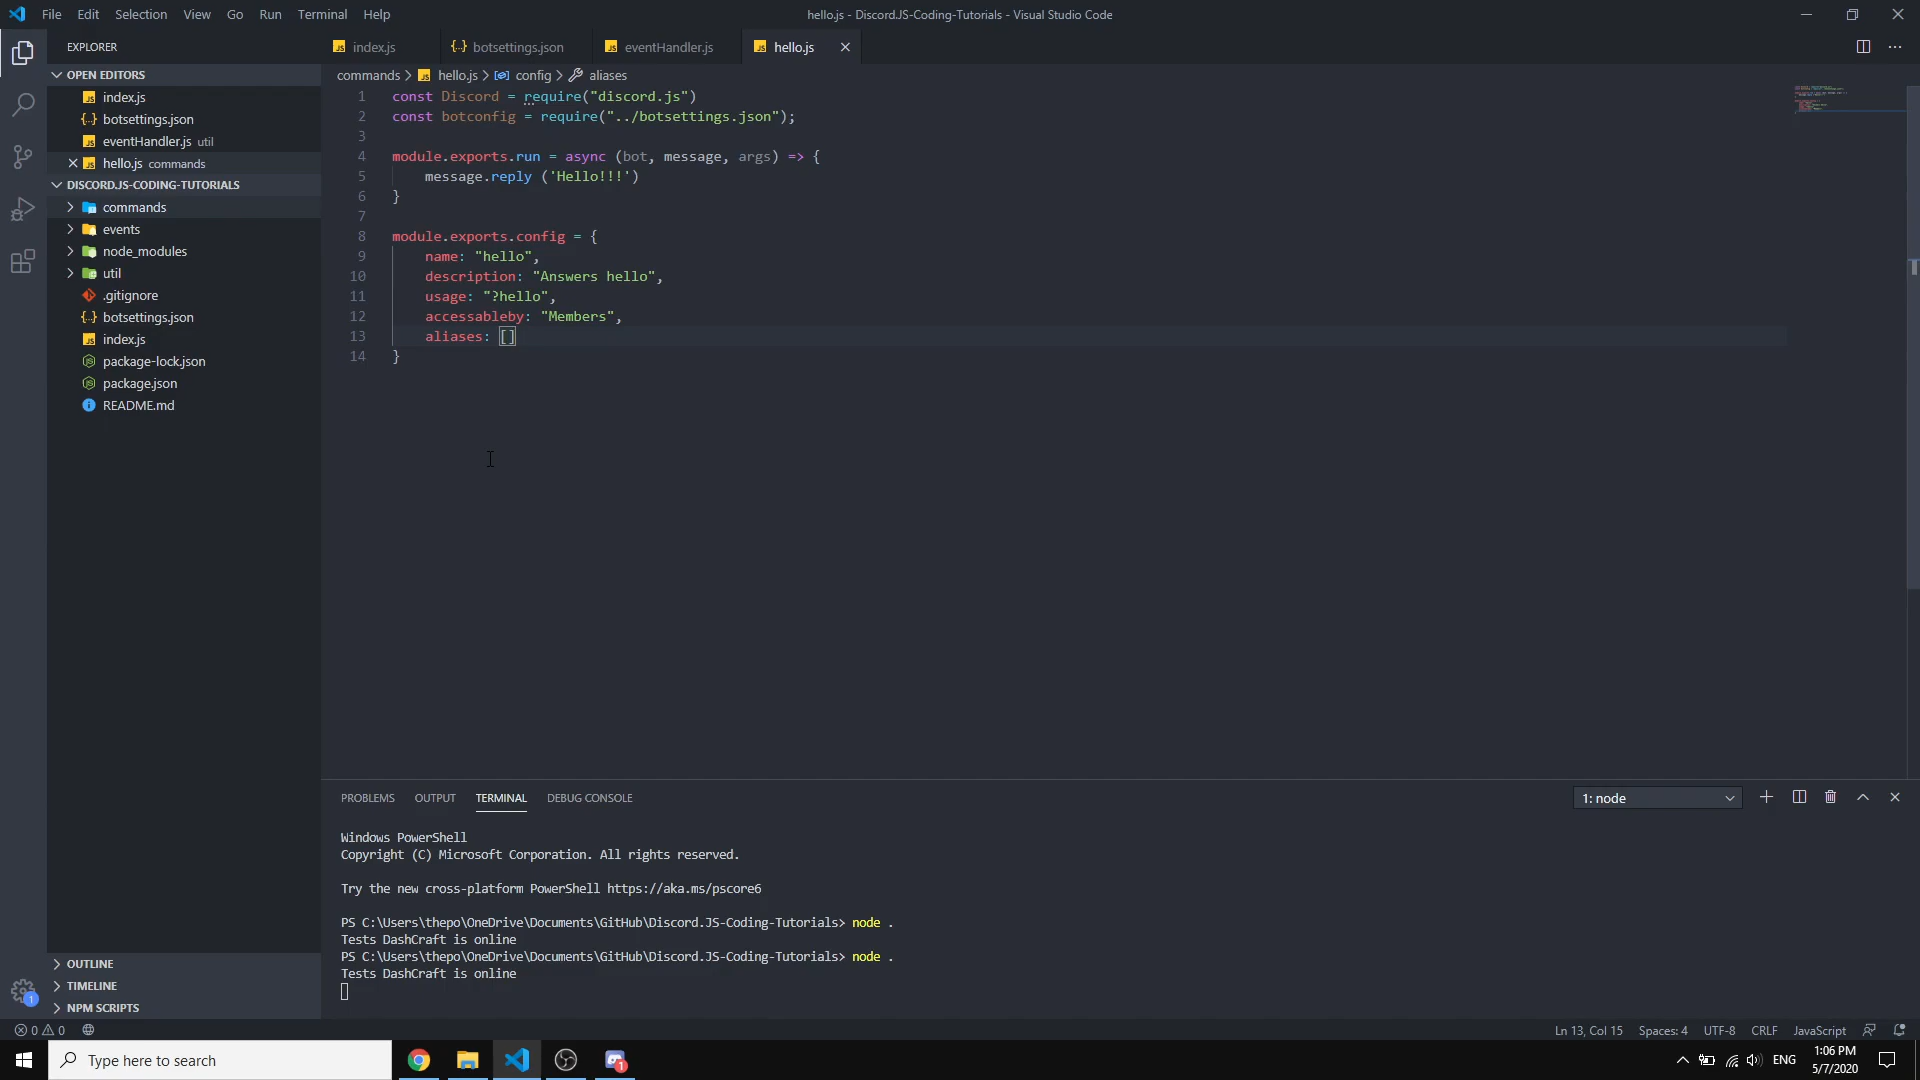 File Edit Selection View Go Run Terminal Help
hello.js - Discord.JS-Coding-Tutorials - Visual Studio Code
EXPLORER
OPEN EDITORS
index.js
botsettings.json
eventHandler.js util
hello.js commands
DISCORD.JS-CODING-TUTORIALS
commands
events
node_modules
util
.gitignore
botsettings.json
index.js
package-lock.json
package.json
README.md
OUTLINE
TIMELINE
NPM SCRIPTS
index.js
botsettings.json
eventHandler.js
hello.js
commands > hello.js > config > aliases
1 const Discord = require("discord.js")
2 const botconfig = require("../botsettings.json");
3
4 module.exports.run = async (bot, message, args) => {
5 message.reply ('Hello!!!')
6 }
7
8 module.exports.config = {
9 name: "hello",
10 description: "Answers hello",
11 usage: "?hello",
12 accessableby: "Members",
13 aliases: []
14 }
PROBLEMS OUTPUT TERMINAL DEBUG CONSOLE
1: node
Windows PowerShell
Copyright (C) Microsoft Corporation. All rights reserved.
Try the new cross-platform PowerShell https://aka.ms/pscore6
PS C:\Users\thepo\OneDrive\Documents\GitHub\Discord.JS-Coding-Tutorials> node .
Tests DashCraft is online
PS C:\Users\thepo\OneDrive\Documents\GitHub\Discord.JS-Coding-Tutorials> node .
Tests DashCraft is online
1
0 0
Ln 13, Col 15 Spaces: 4 UTF-8 CRLF JavaScript
Type here to search
1
ENG
1:06 PM
5/7/2020